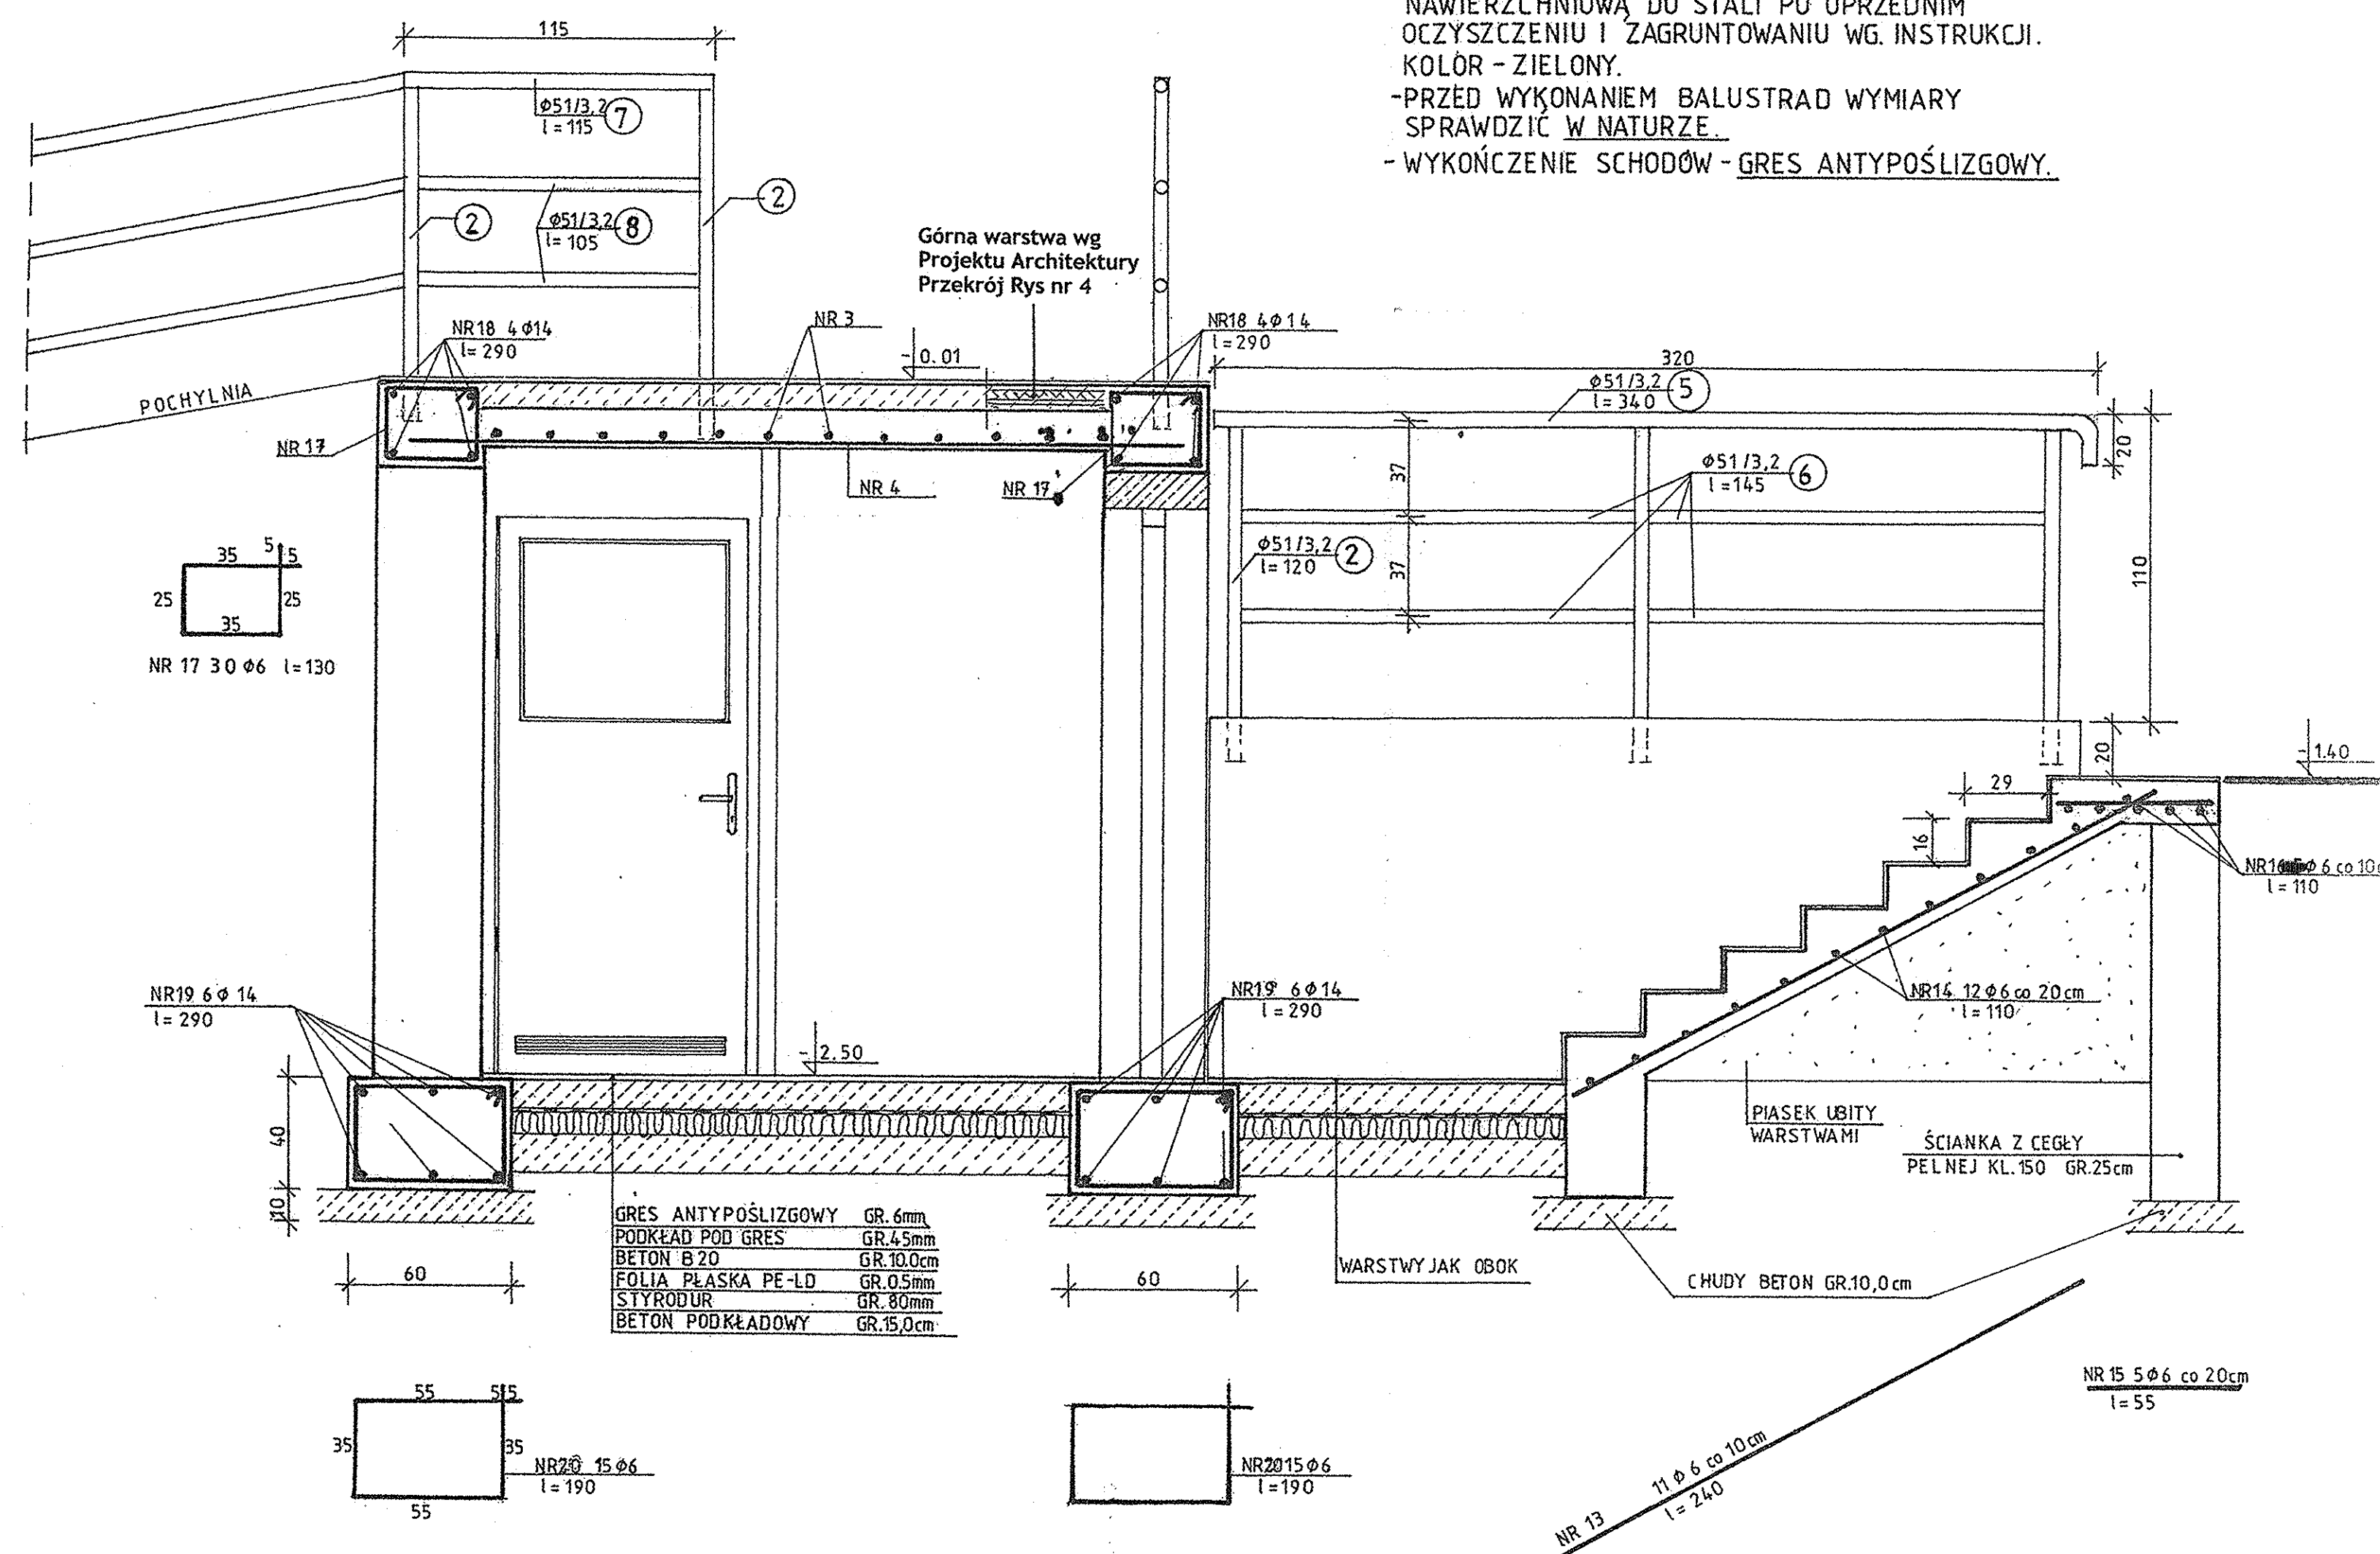 NAWIERZCHNIOWĄ DO STALI PO UPRZEDNIM
OCZYSZCZENIU I ZAGRUNTOWANIU WG. INSTRUKCJI.
KOLOR - ZIELONY.
-PRZED WYKONANIEM BALUSTRAD WYMIARY
SPRAWDZIĆ W NATURZE.
- WYKOŃCZENIE SCHODÓW - GRES ANTYPOŚLIZGOWY.
115
Φ51/3,2 7
l=115
2
2
Φ51/3,2 8
l=105
Górna warstwa wg
Projektu Architektury
Przekrój Rys nr 4
NR18 4Φ14
l=290
NR 3
-0.01
NR18 4Φ14
l=290
320
Φ51/3,2 5
l=340
POCHYLNIA
NR 17
NR 4
NR 17
37
20
Φ51/3,2 6
l=145
110
Φ51/3,2 2
l=120
37
35 5 5
25 25
35
NR 17 30Φ6 l=130
20
-1.40
29
16
Φ6 co 10
l=110
NR19 6Φ14
l=290
NR19 6Φ14
l=290
NR14 12Φ6 co 20cm
l=110
-2.50
40
10
PIASEK UBITY
WARSTWAMI
ŚCIANKA Z CEGŁY
PEŁNEJ KL.150 GR.25cm
GRES ANTYPOŚLIZGOWY GR.6mm
PODKŁAD POD GRES GR.45mm
BETON B20 GR.10.0cm
FOLIA PŁASKA PE-LD GR.0.5mm
STYRODUR GR.80mm
BETON PODKŁADOWY GR.15,0cm
60
60
WARSTWY JAK OBOK
CHUDY BETON GR.10,0cm
55 5 5
35 35
55
NR20 15Φ6
l=190
NR20 15Φ6
l=190
NR 15 5Φ6 co 20cm
l=55
NR 13 11Φ6 co 10cm
l=240